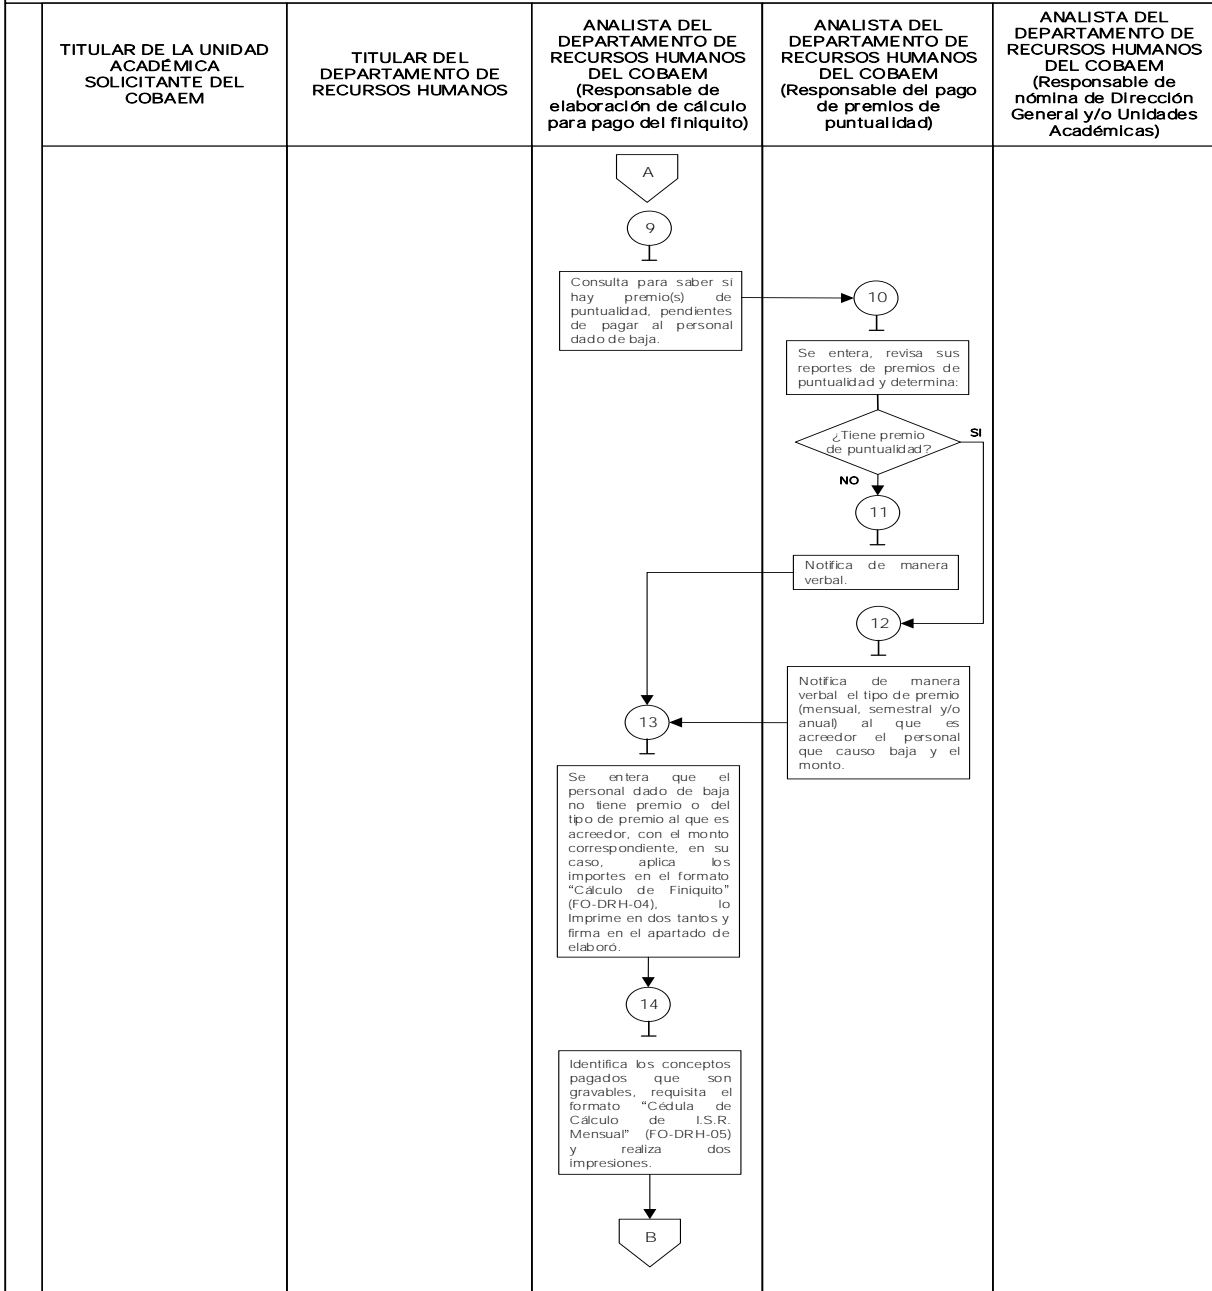 TITULAR DE LA UNIDAD
ACADÉMICA
SOLICITANTE DEL
COBAEM
TITULAR DEL
DEPARTAMENTO DE
RECURSOS HUMANOS
ANALISTA DEL
DEPARTAMENTO DE
RECURSOS HUMANOS
DEL COBAEM
(Responsable de
elaboración de cálculo
para pago del finiquito)
ANALISTA DEL
DEPARTAMENTO DE
RECURSOS HUMANOS
DEL COBAEM
(Responsable del pago
de premios de
puntualidad)
ANALISTA DEL
DEPARTAMENTO DE
RECURSOS HUMANOS
DEL COBAEM
(Responsable de
nómina de Dirección
General y/o Unidades
Académicas)
A
9
Consulta para saber si
hay premio(s) de
puntualidad, pendientes
de pagar al personal
dado de baja.
10
Se entera, revisa sus
reportes de premios de
puntualidad y determina:
¿Tiene premio
de puntualidad?
SI
NO
11
Notifica de manera
verbal.
12
Notifica de manera
verbal el tipo de premio
(mensual, semestral y/o
anual) al que es
acreedor el personal
que causo baja y el
monto.
13
Se entera que el
personal dado de baja
no tiene premio o del
tipo de premio al que es
acreedor, con el monto
correspondiente, en su
caso, aplica los
importes en el formato
“Cálculo de Finiquito”
(FO-DRH-04), lo
Imprime en dos tantos y
firma en el apartado de
elaboró.
14
Identifica los conceptos
pagados que son
gravables, requisita el
formato “Cédula de
Cálculo de I.S.R.
Mensual” (FO-DRH-05)
y realiza dos
impresiones.
B